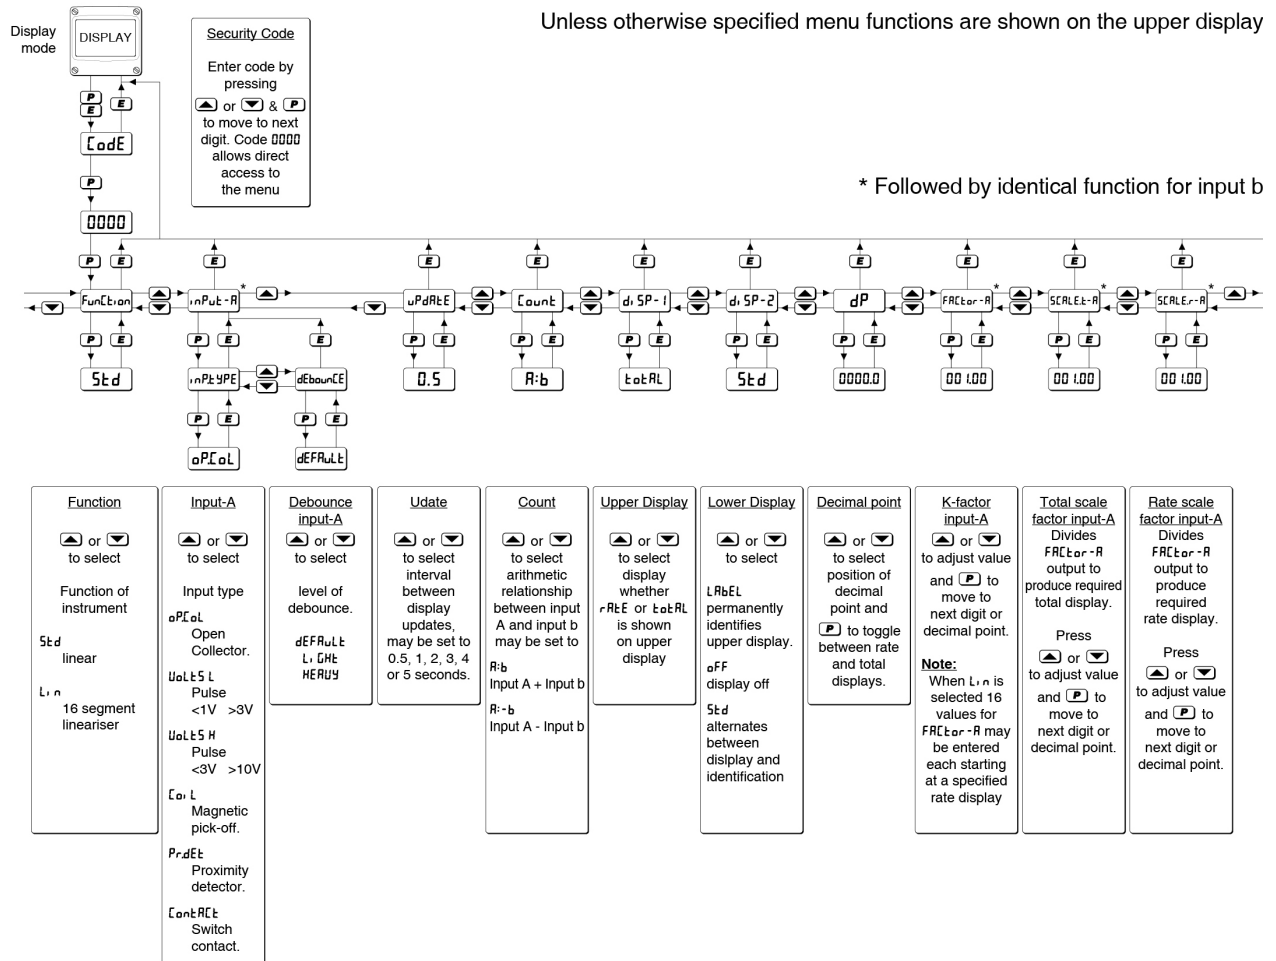 Unless otherwise specified menu functions are shown on the upper display
Display
mode
DISPLAY
Security Code
Enter code by
pressing
▲ or ▼ & P
to move to next
digit. Code 0000
allows direct
access to
the menu
P
E
E
CodE
P
0000
* Followed by identical function for input b
P E E E E E E E E E E
FunCtion inPut-A * uPdAtE Count diSP-1 diSP-2 dP FACtor-A * SCALE.t-A * SCALE.r-A *
P E P E E P E P E P E P E P E P E P E P E
Std inP.tYPE dEbounCE 0.5 A:b totAL Std 0000.0 001.00 001.00 001.00
P E P E
oP.CoL dEFAuLt
Function
▲ or ▼
to select
Function of
instrument
Std
linear
Lin
16 segment
lineariser
Input-A
▲ or ▼
to select
Input type
oP.CoL
Open
Collector.
VoLtS L
Pulse
<1V >3V
VoLtS H
Pulse
<3V >10V
CoiL
Magnetic
pick-off.
Pr.dEt
Proximity
detector.
ContACt
Switch
contact.
Debounce
input-A
▲ or ▼
to select
level of
debounce.
dEFAuLt
LiGHt
HEAVY
Udate
▲ or ▼
to select
interval
between
display
updates,
may be set to
0.5, 1, 2, 3, 4
or 5 seconds.
Count
▲ or ▼
to select
arithmetic
relationship
between input
A and input b
may be set to
A:b
Input A + Input b
A:-b
Input A - Input b
Upper Display
▲ or ▼
to select
display
whether
rAtE or totAL
is shown
on upper
display
Lower Display
▲ or ▼
to select
LAbEL
permanently
identifies
upper display.
oFF
display off
Std
alternates
between
dislplay and
identification
Decimal point
▲ or ▼
to select
position of
decimal
point and
P to toggle
between rate
and total
displays.
K-factor
input-A
▲ or ▼
to adjust value
and P to
move to
next digit or
decimal point.
Note:
When Lin is
selected 16
values for
FACtor-A may
be entered
each starting
at a specified
rate display
Total scale
factor input-A
Divides
FACtor-A
output to
produce required
total display.
Press
▲ or ▼
to adjust value
and P to
move to
next digit or
decimal point.
Rate scale
factor input-A
Divides
FACtor-A
output to
produce
required
rate display.
Press
▲ or ▼
to adjust value
and P to
move to
next digit or
decimal point.